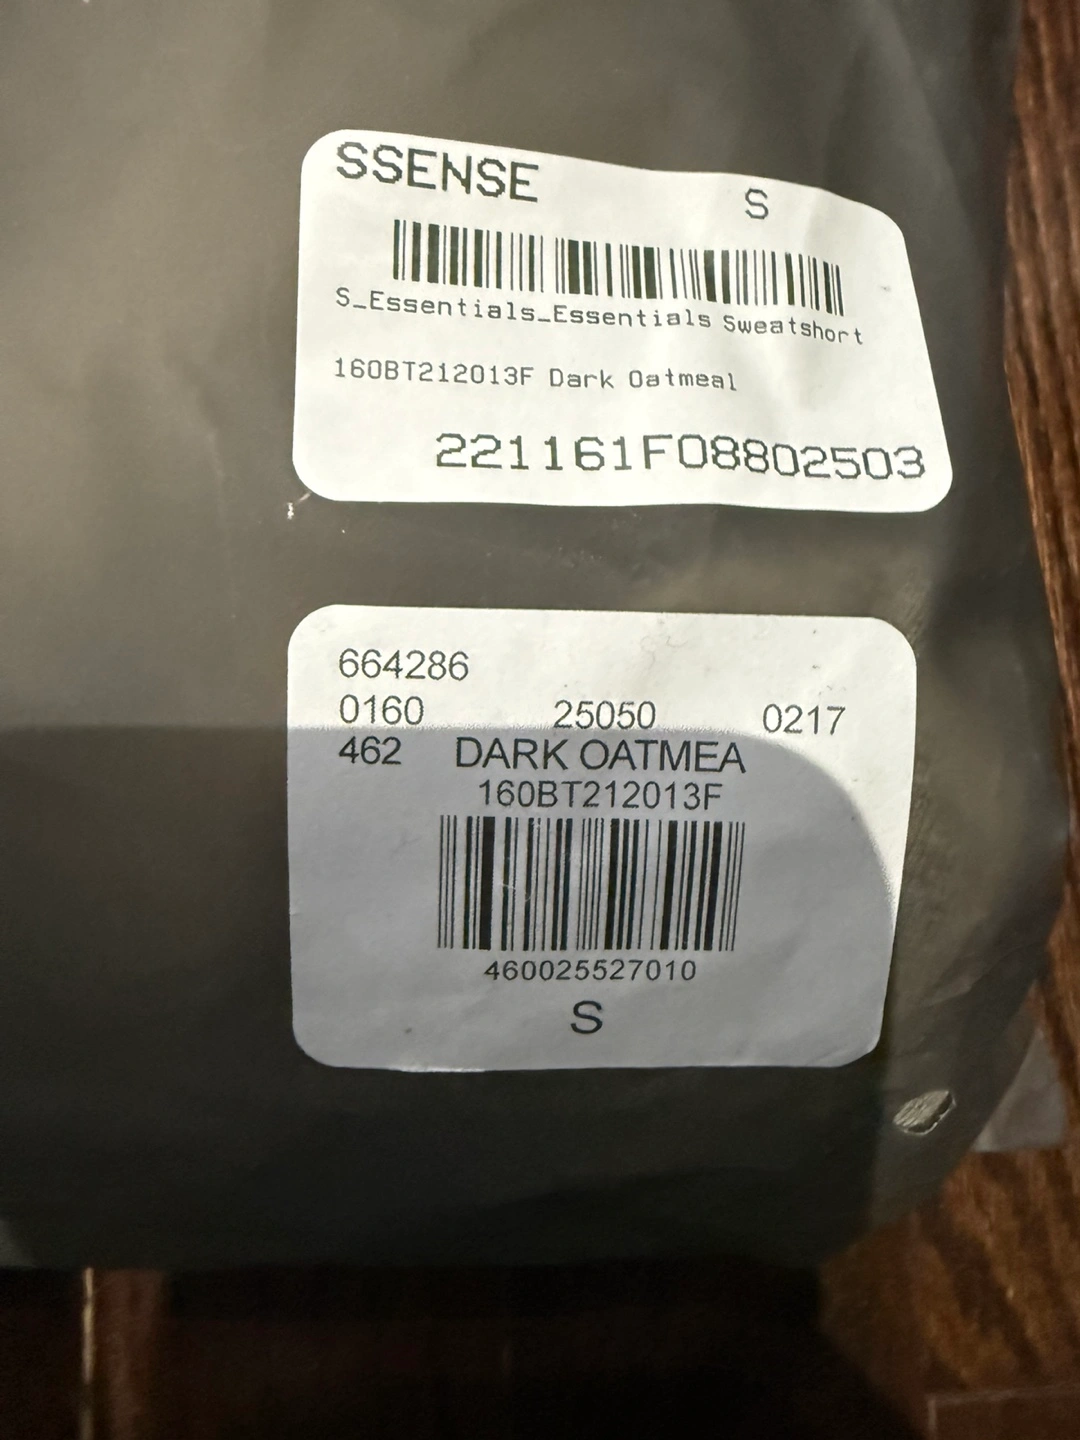 SSENSE S
S_Essentials_Essentials Sweatshort
160BT212013F Dark Oatmeal
221161F08802503
664286
0160 25050 0217
462 DARK OATMEA
160BT212013F
460025527010
S